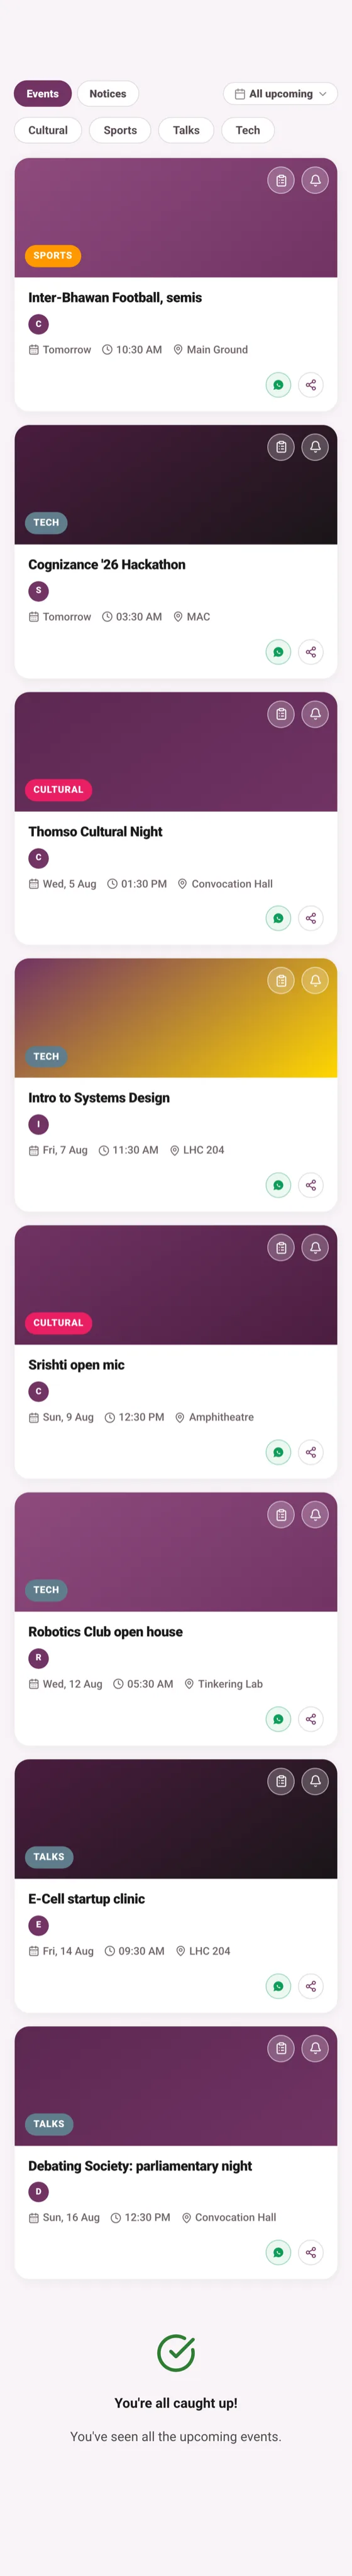 Events
Notices
All upcoming
Cultural
Sports
Talks
Tech
SPORTS
Inter-Bhawan Football, semis
C
Tomorrow 10:30 AM Main Ground
TECH
Cognizance '26 Hackathon
S
Tomorrow 03:30 AM MAC
CULTURAL
Thomso Cultural Night
C
Wed, 5 Aug 01:30 PM Convocation Hall
TECH
Intro to Systems Design
I
Fri, 7 Aug 11:30 AM LHC 204
CULTURAL
Srishti open mic
C
Sun, 9 Aug 12:30 PM Amphitheatre
TECH
Robotics Club open house
R
Wed, 12 Aug 05:30 AM Tinkering Lab
TALKS
E-Cell startup clinic
E
Fri, 14 Aug 09:30 AM LHC 204
TALKS
Debating Society: parliamentary night
D
Sun, 16 Aug 12:30 PM Convocation Hall
You're all caught up!
You've seen all the upcoming events.